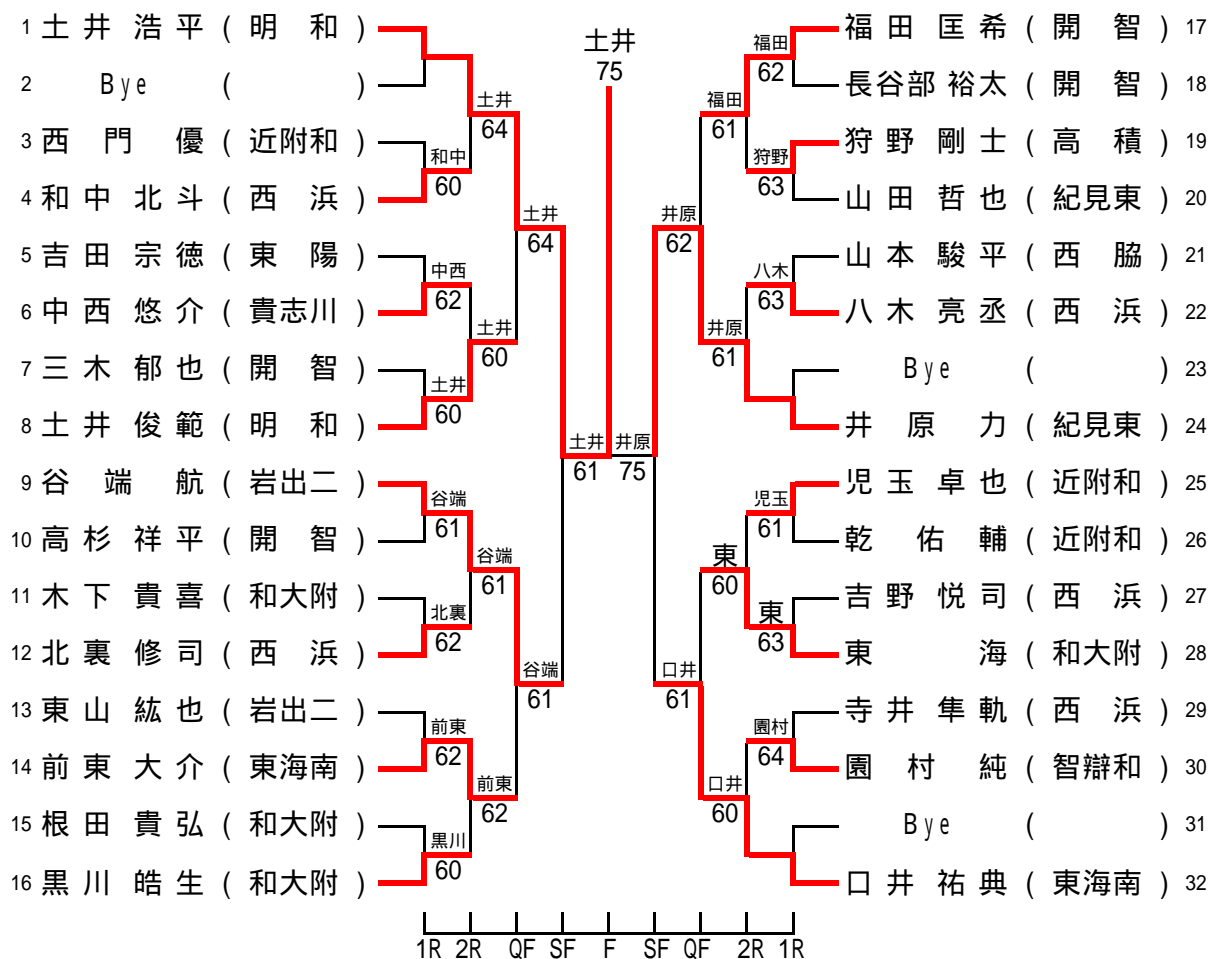 土井
75
1 土井 浩平 ( 明 和 )
2 Bye ( )
3 西門 優 ( 近附和 )
4 和中 北斗 ( 西 浜 )
5 吉田 宗徳 ( 東 陽 )
6 中西 悠介 ( 貴志川 )
7 三木 郁也 ( 開 智 )
8 土井 俊範 ( 明 和 )
9 谷端 航 ( 岩出二 )
10 高杉 祥平 ( 開 智 )
11 木下 貴喜 ( 和大附 )
12 北裏 修司 ( 西 浜 )
13 東山 紘也 ( 岩出二 )
14 前東 大介 ( 東海南 )
15 根田 貴弘 ( 和大附 )
16 黒川 皓生 ( 和大附 )
和中
60
中西
62
土井
60
谷端
61
北裏
62
前東
62
黒川
60
土井
64
土井
60
谷端
61
前東
62
土井
64
谷端
61
土井
61
井原
75
井原
62
口井
61
福田
61
井原
61
東
60
口井
60
福田
62
狩野
63
八木
63
児玉
61
東
63
園村
64
福田 匡希 ( 開 智 ) 17
長谷部 裕太 ( 開 智 ) 18
狩野 剛士 ( 高 積 ) 19
山田 哲也 ( 紀見東 ) 20
山本 駿平 ( 西 脇 ) 21
八木 亮丞 ( 西 浜 ) 22
Bye ( ) 23
井原 力 ( 紀見東 ) 24
児玉 卓也 ( 近附和 ) 25
乾 佑輔 ( 近附和 ) 26
吉野 悦司 ( 西 浜 ) 27
東 海 ( 和大附 ) 28
寺井 隼軌 ( 西 浜 ) 29
園村 純 ( 智辯和 ) 30
Bye ( ) 31
口井 祐典 ( 東海南 ) 32
1R 2R QF SF F SF QF 2R 1R